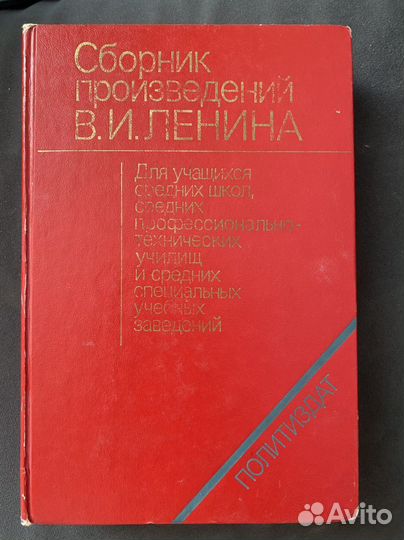 Сборник
произведений
В.И.ЛЕНИНА
Для учащихся
средних школ,
средних
профессионально-
технических
училищ
и средних
специальных
учебных
заведений
ПОЛИТИЗДАТ
Avito